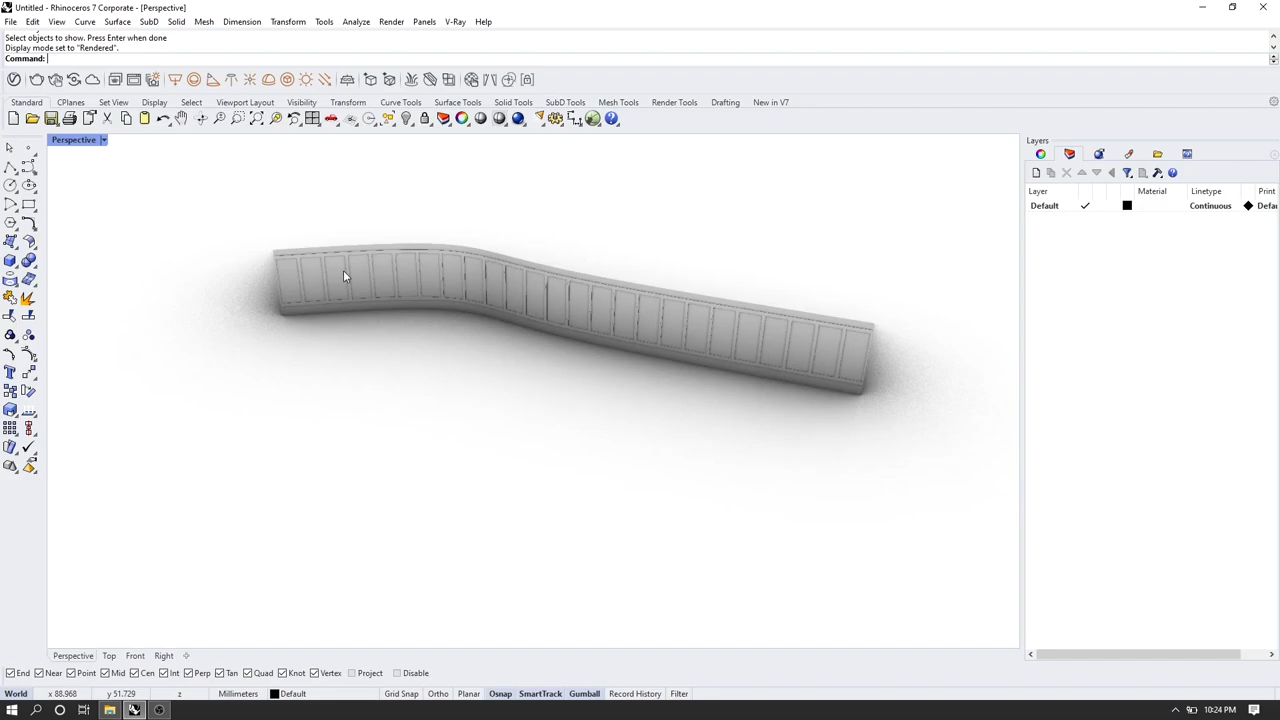 Untitled - Rhinoceros 7 Corporate - [Perspective]
File Edit View Curve Surface SubD Solid Mesh Dimension Transform Tools Analyze Render Panels V-Ray Help
Select objects to show. Press Enter when done
Display mode set to "Rendered".
Command:
Standard CPlanes Set View Display Select Viewport Layout Visibility Transform Curve Tools Surface Tools Solid Tools SubD Tools Mesh Tools Render Tools Drafting New in V7
Perspective
Layers
Layer Material Linetype Print
Default Continuous Defau
Perspective Top Front Right
End Near Point Mid Cen Int Perp Tan Quad Knot Vertex Project Disable
World x 88.968 y 51.729 z Millimeters Default Grid Snap Ortho Planar Osnap SmartTrack Gumball Record History Filter
10:24 PM